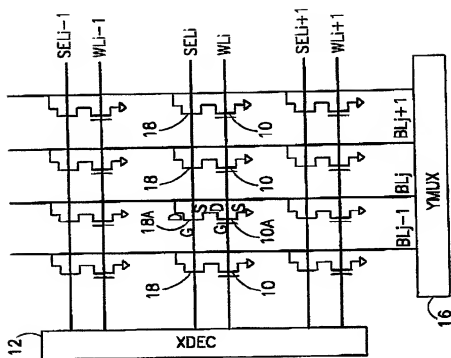 SELi-1
WLi-1
SELi
WLi
SELi+1
WLi+1
12
XDEC
18
18A
D
G
S
D
G
S
10
10A
18
10
18
10
BLj-1
BLj
BLj+1
YMUX
16